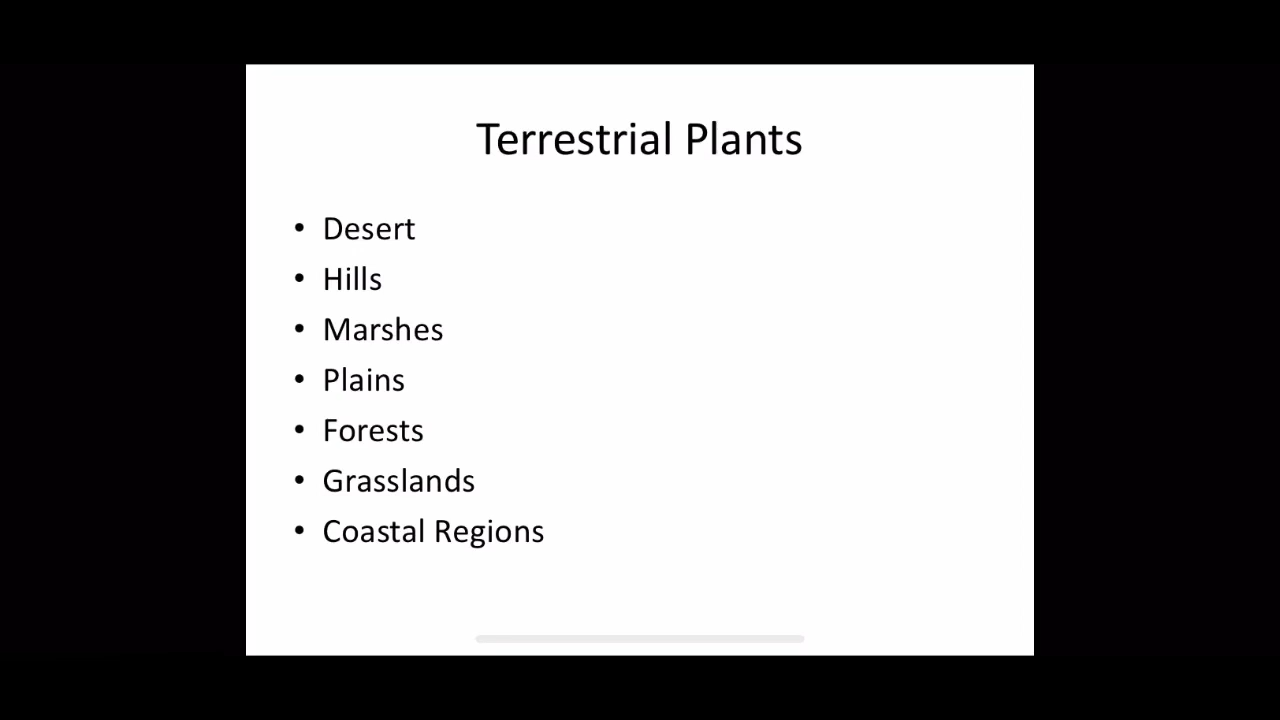 Terrestrial Plants
• Desert
• Hills
• Marshes
• Plains
• Forests
• Grasslands
• Coastal Regions